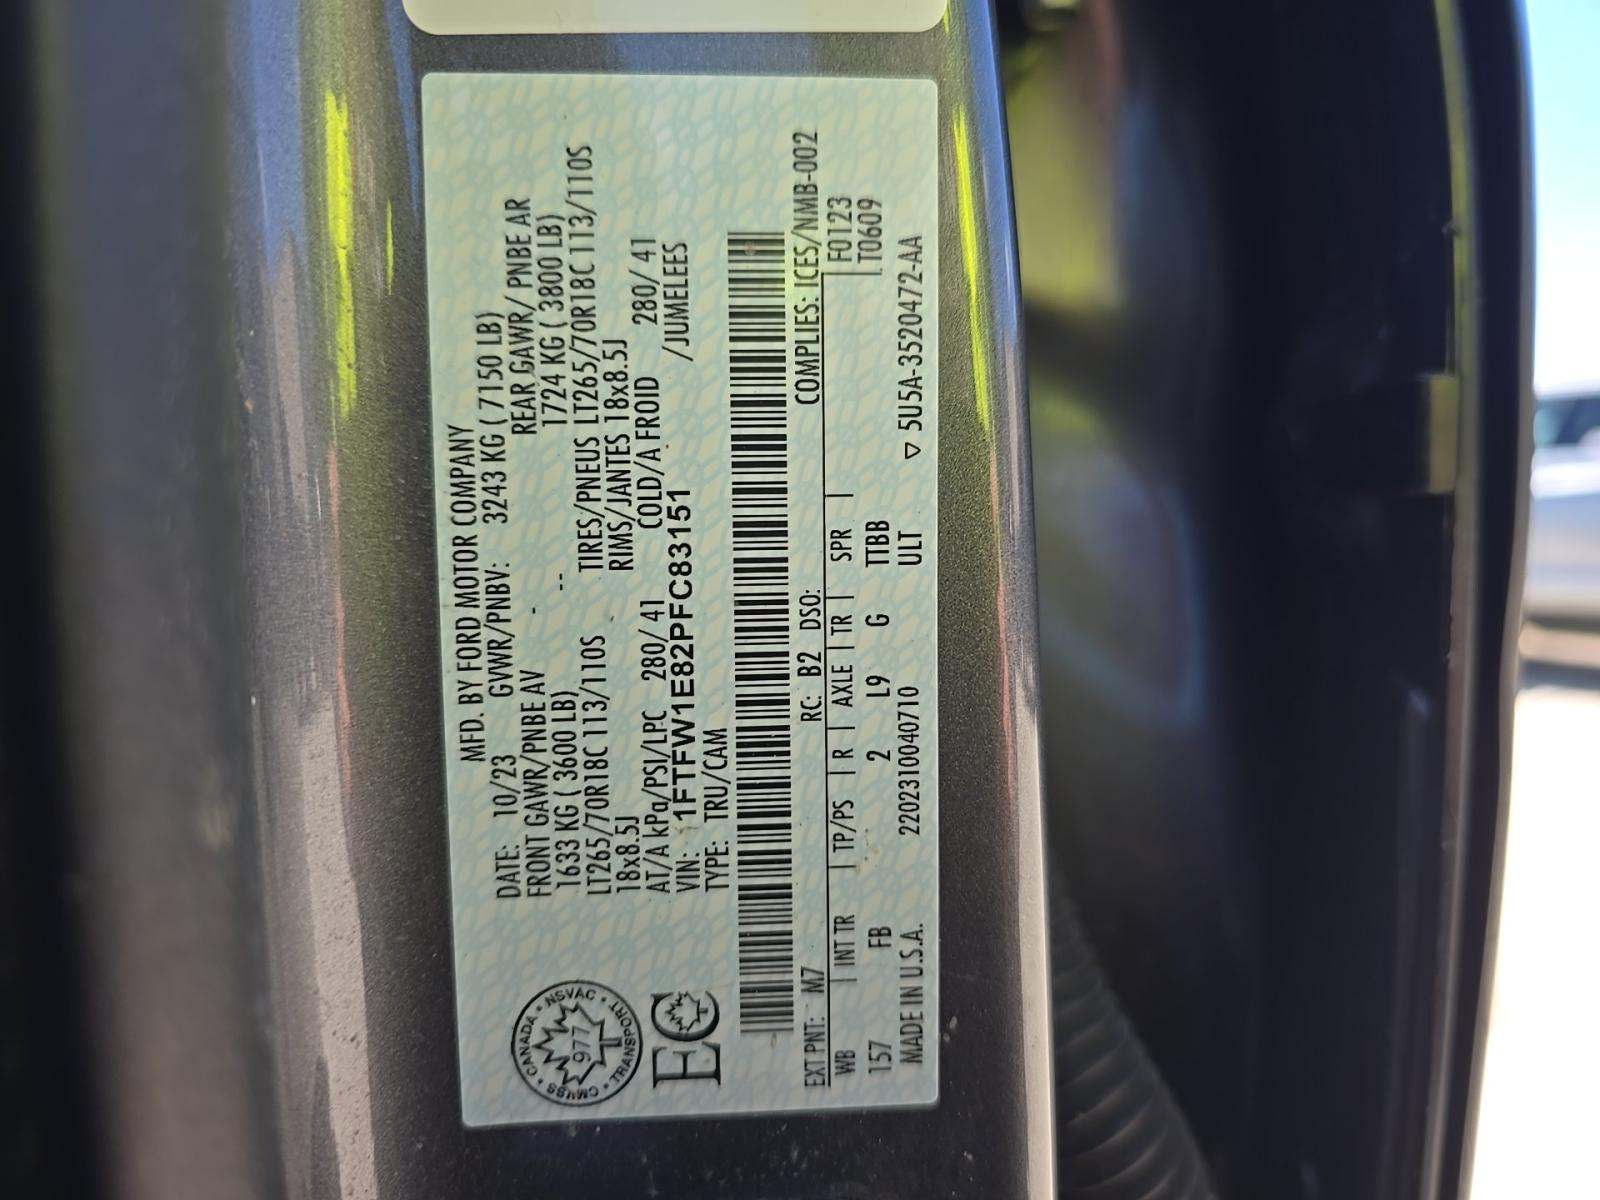 MFD. BY FORD MOTOR COMPANY
DATE: 10/23 GVWR/PNBV: 3243 KG ( 7150 LB)
FRONT GAWR/PNBE AV - REAR GAWR/ PNBE AR
1633 KG ( 3600 LB) -- 1724 KG ( 3800 LB)
LT265/70R18C 113/110S TIRES/PNEUS LT265/70R18C 113/110S
18x8.5J RIMS/JANTES 18x8.5J
AT/A kPa/PSI/LPC 280/ 41 COLD/A FROID 280/ 41
VIN: 1FTFW1E82PFC83151 /JUMELEES
TYPE: TRU/CAM
CANADA • NSVAC • TRANSPORT • CMVSS •
977
EC
COMPLIES: ICES/NMB-002
EXT PNT: M7 RC: B2 DSO: F0123
WB | INT TR | TP/PS | R | AXLE | TR | SPR | T0609
157 FB 2 L9 G TTBB
MADE IN U.S.A. 2202310040710 ULT ▽ 5U5A-3520472-AA